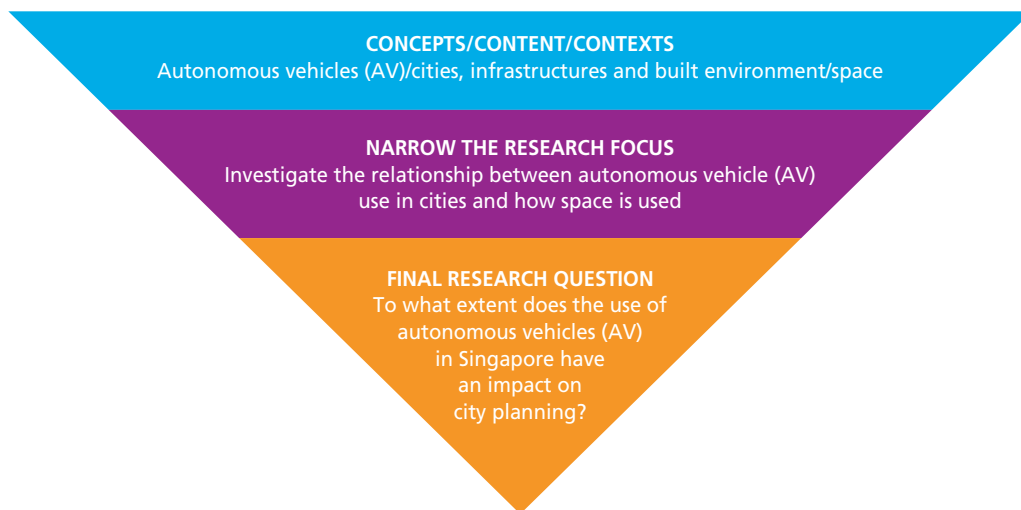 CONCEPTS/CONTENT/CONTEXTS
Autonomous vehicles (AV)/cities, infrastructures and built environment/space
NARROW THE RESEARCH FOCUS
Investigate the relationship between autonomous vehicle (AV)
use in cities and how space is used
FINAL RESEARCH QUESTION
To what extent does the use of
autonomous vehicles (AV)
in Singapore have
an impact on
city planning?